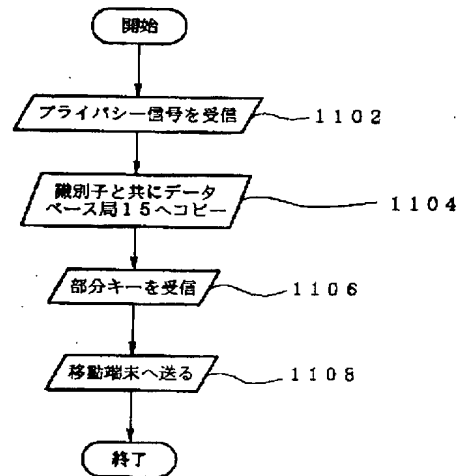 開始
プライバシー信号を受信
1102
識別子と共にデータ
ベース局15へコピー
1104
部分キーを受信
1106
移動端末へ送る
1108
終了